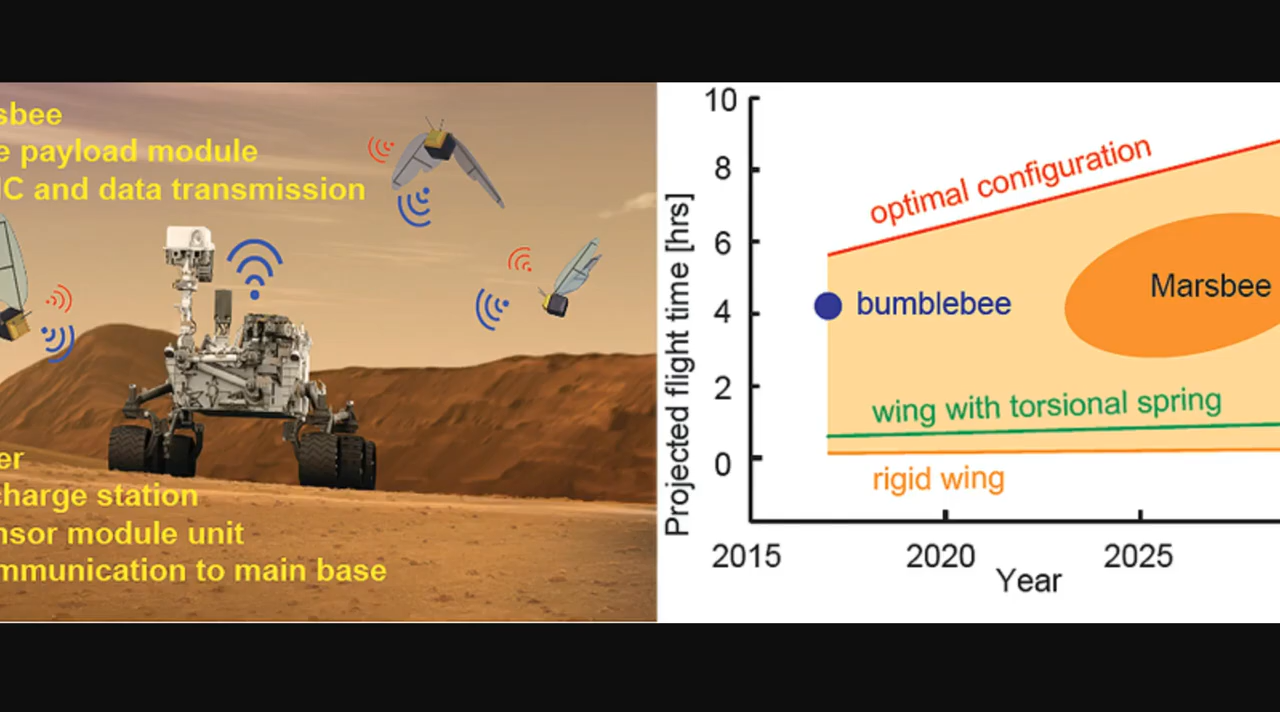 sbee
e payload module
IC and data transmission
er
charge station
nsor module unit
mmunication to main base
10
8
6
4
2
0
Projected flight time [hrs]
optimal configuration
bumblebee
Marsbee
wing with torsional spring
rigid wing
2015
2020
2025
Year